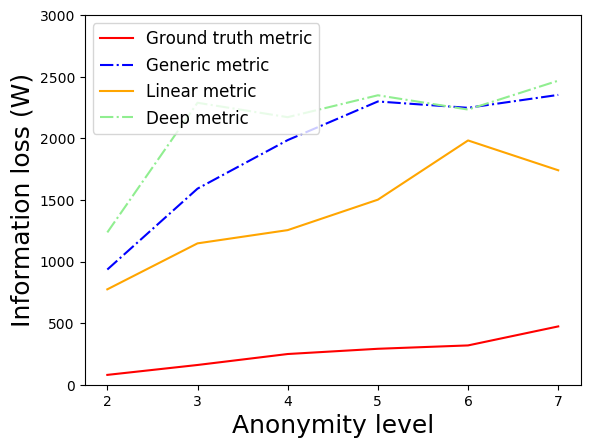 3000
2500
2000
1500
1000
500
0
Information loss (W)
Ground truth metric
Generic metric
Linear metric
Deep metric
2 3 4 5 6 7
Anonymity level